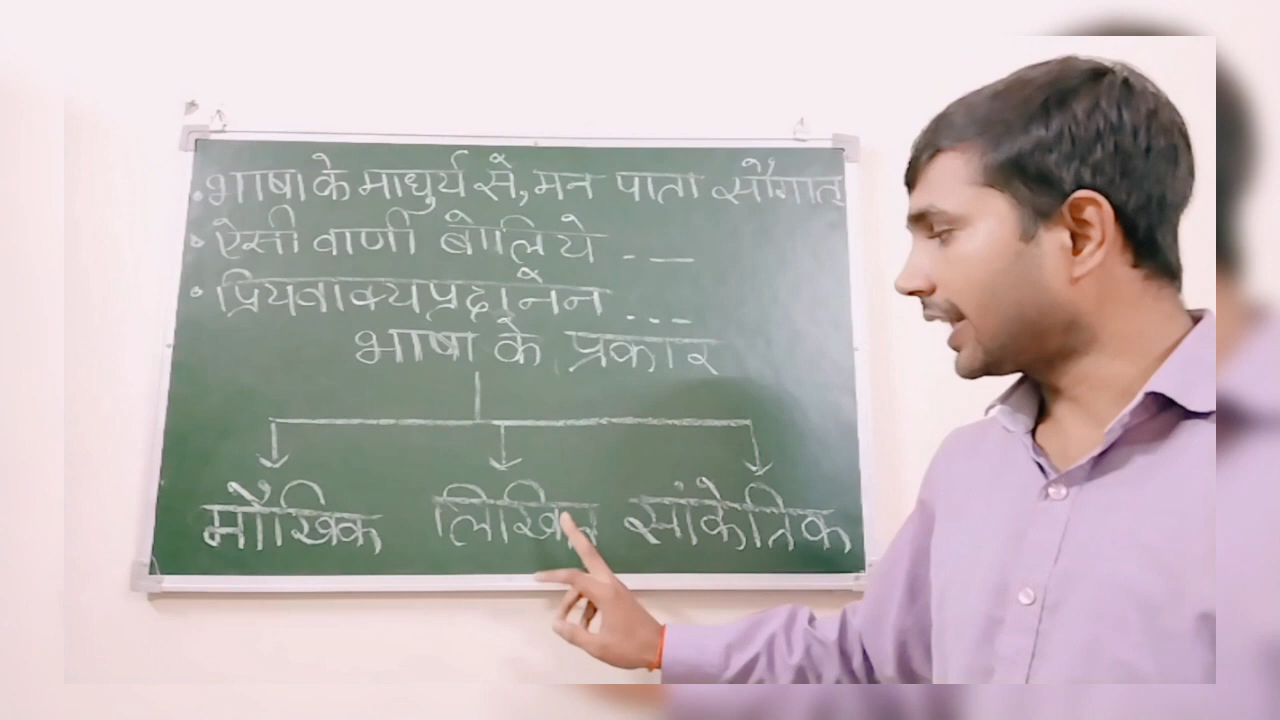 • भाषा के माधुर्य से, मन पाता सौगात
• ऐसी वाणी बोलिये ---
• प्रियवाक्यप्रदानेन ...
भाषा के प्रकार
मौखिक लिखित सांकेतिक